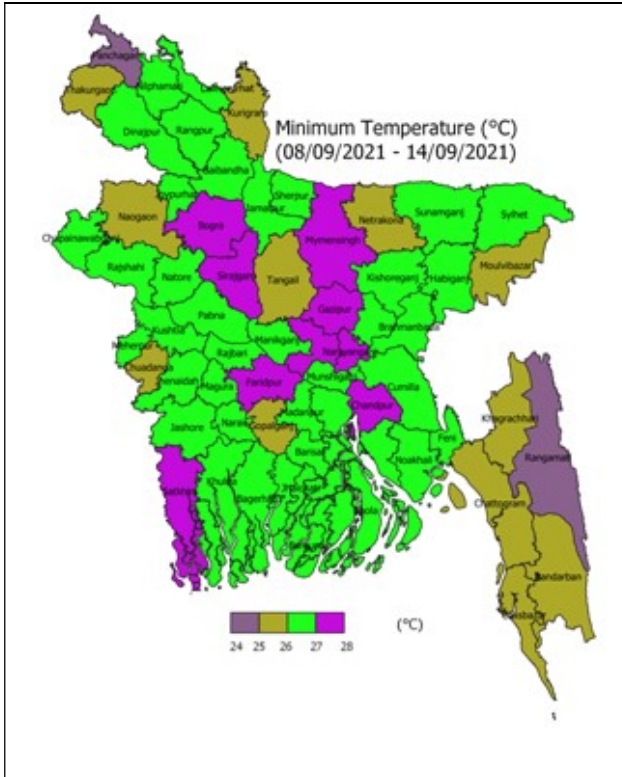 Panchagarh
Thakurgaon
Nilphamari
Lalmonirhat
Kurigram
Dinajpur
Rangpur
Minimum Temperature (°C)
(08/09/2021 - 14/09/2021)
Gaibandha
Joypurhat
Sherpur
Jamalpur
Naogaon
Bogra
Mymensingh
Netrakona
Sunamganj
Sylhet
Chapainawabganj
Rajshahi
Natore
Sirajganj
Tangail
Kishoreganj
Habiganj
Moulvibazar
Pabna
Gazipur
Kushtia
Brahmanbaria
Meherpur
Manikganj
Narayanganj
Chuadanga
Rajbari
Jhenaidah
Magura
Faridpur
Munshiganj
Cumilla
Chandpur
Khagrachhari
Jashore
Narail
Gopalganj
Madaripur
Feni
Rangamati
Barisal
Noakhali
Satkhira
Khulna
Bagerhat
Chattogram
Bhola
Bandarban
(°C)
24 25 26 27 28